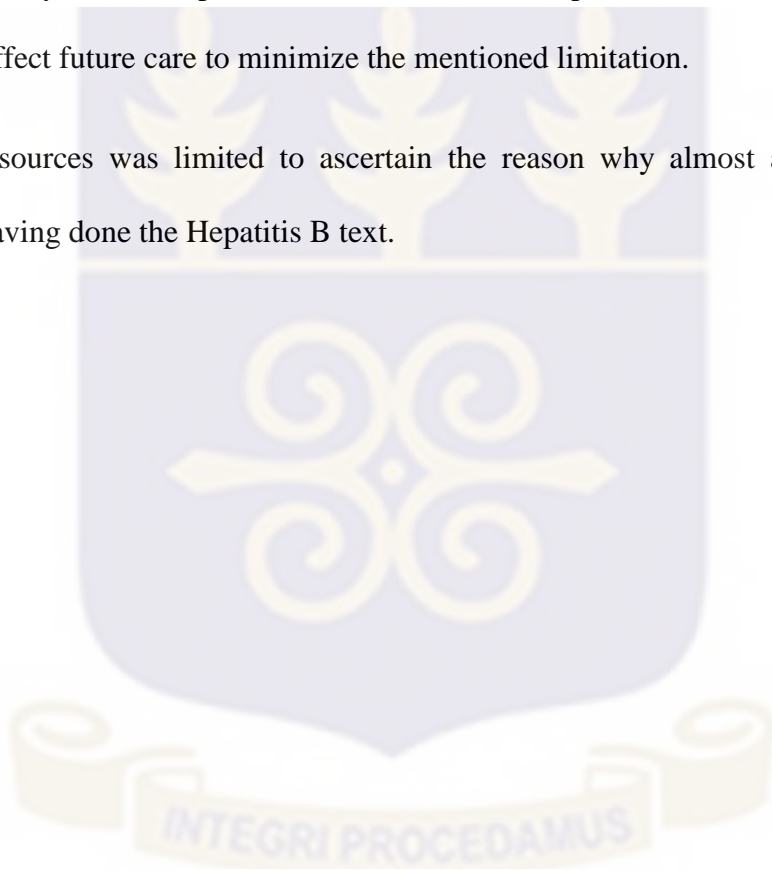 ffect future care to minimize the mentioned limitation.
sources was limited to ascertain the reason why almost
aving done the Hepatitis B text.
INTEGRI PROCEDAMUS